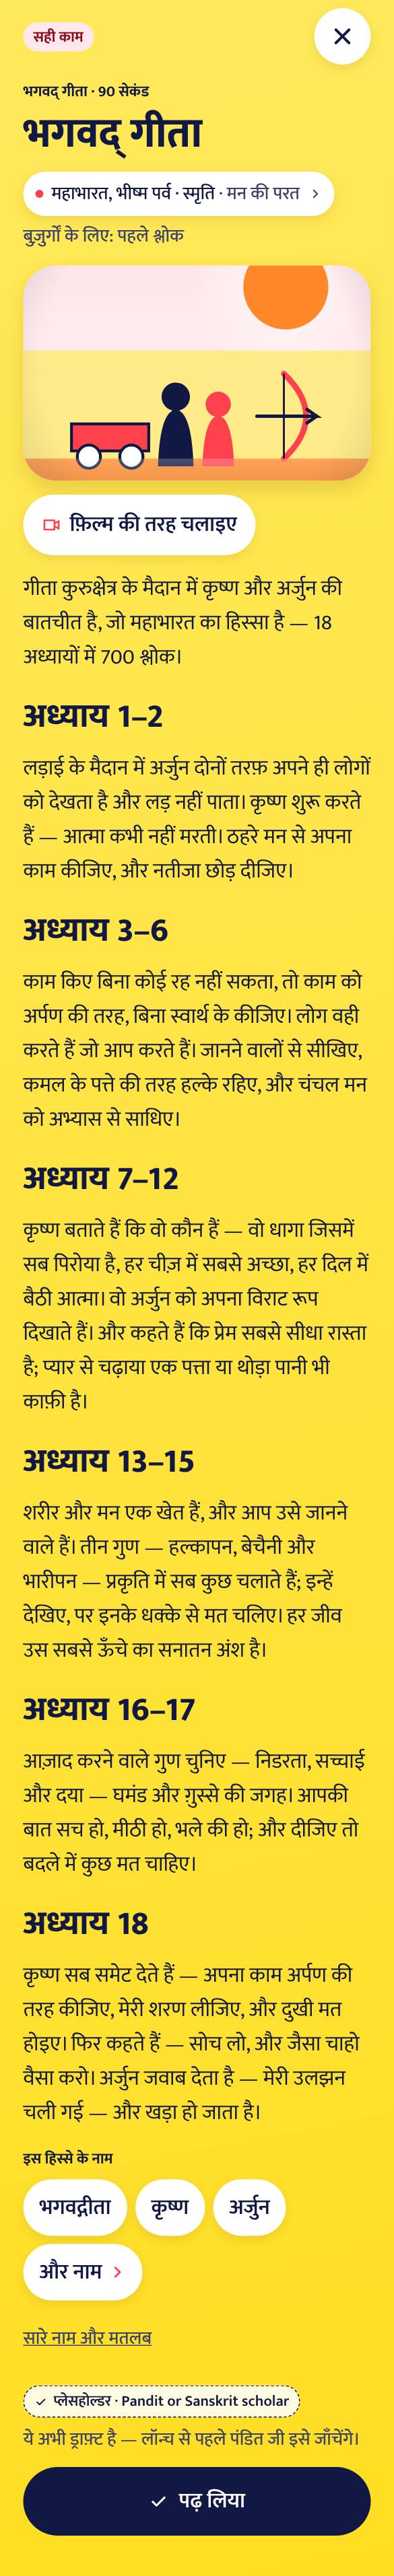 सही काम
भगवद् गीता · 90 सेकंड
भगवद् गीता
महाभारत, भीष्म पर्व · स्मृति · मन की परत
बुज़ुर्गों के लिए: पहले श्लोक
फ़िल्म की तरह चलाइए
गीता कुरुक्षेत्र के मैदान में कृष्ण और अर्जुन की
बातचीत है, जो महाभारत का हिस्सा है — 18
अध्यायों में 700 श्लोक।
अध्याय 1–2
लड़ाई के मैदान में अर्जुन दोनों तरफ़ अपने ही लोगों
को देखता है और लड़ नहीं पाता। कृष्ण शुरू करते
हैं — आत्मा कभी नहीं मरती। ठहरे मन से अपना
काम कीजिए, और नतीजा छोड़ दीजिए।
अध्याय 3–6
काम किए बिना कोई रह नहीं सकता, तो काम को
अर्पण की तरह, बिना स्वार्थ के कीजिए। लोग वही
करते हैं जो आप करते हैं। जानने वालों से सीखिए,
कमल के पत्ते की तरह हल्के रहिए, और चंचल मन
को अभ्यास से साधिए।
अध्याय 7–12
कृष्ण बताते हैं कि वो कौन हैं — वो धागा जिसमें
सब पिरोया है, हर चीज़ में सबसे अच्छा, हर दिल में
बैठी आत्मा। वो अर्जुन को अपना विराट रूप
दिखाते हैं। और कहते हैं कि प्रेम सबसे सीधा रास्ता
है; प्यार से चढ़ाया एक पत्ता या थोड़ा पानी भी
काफ़ी है।
अध्याय 13–15
शरीर और मन एक खेत हैं, और आप उसे जानने
वाले हैं। तीन गुण — हल्कापन, बेचैनी और
भारीपन — प्रकृति में सब कुछ चलाते हैं; इन्हें
देखिए, पर इनके धक्के से मत चलिए। हर जीव
उस सबसे ऊँचे का सनातन अंश है।
अध्याय 16–17
आज़ाद करने वाले गुण चुनिए — निडरता, सच्चाई
और दया — घमंड और ग़ुस्से की जगह। आपकी
बात सच हो, मीठी हो, भले की हो; और दीजिए तो
बदले में कुछ मत चाहिए।
अध्याय 18
कृष्ण सब समेट देते हैं — अपना काम अर्पण की
तरह कीजिए, मेरी शरण लीजिए, और दुखी मत
होइए। फिर कहते हैं — सोच लो, और जैसा चाहो
वैसा करो। अर्जुन जवाब देता है — मेरी उलझन
चली गई — और खड़ा हो जाता है।
इस हिस्से के नाम
भगवद्गीता कृष्ण अर्जुन
और नाम
सारे नाम और मतलब
प्लेसहोल्डर · Pandit or Sanskrit scholar
ये अभी ड्राफ़्ट है — लॉन्च से पहले पंडित जी इसे जाँचेंगे।
पढ़ लिया